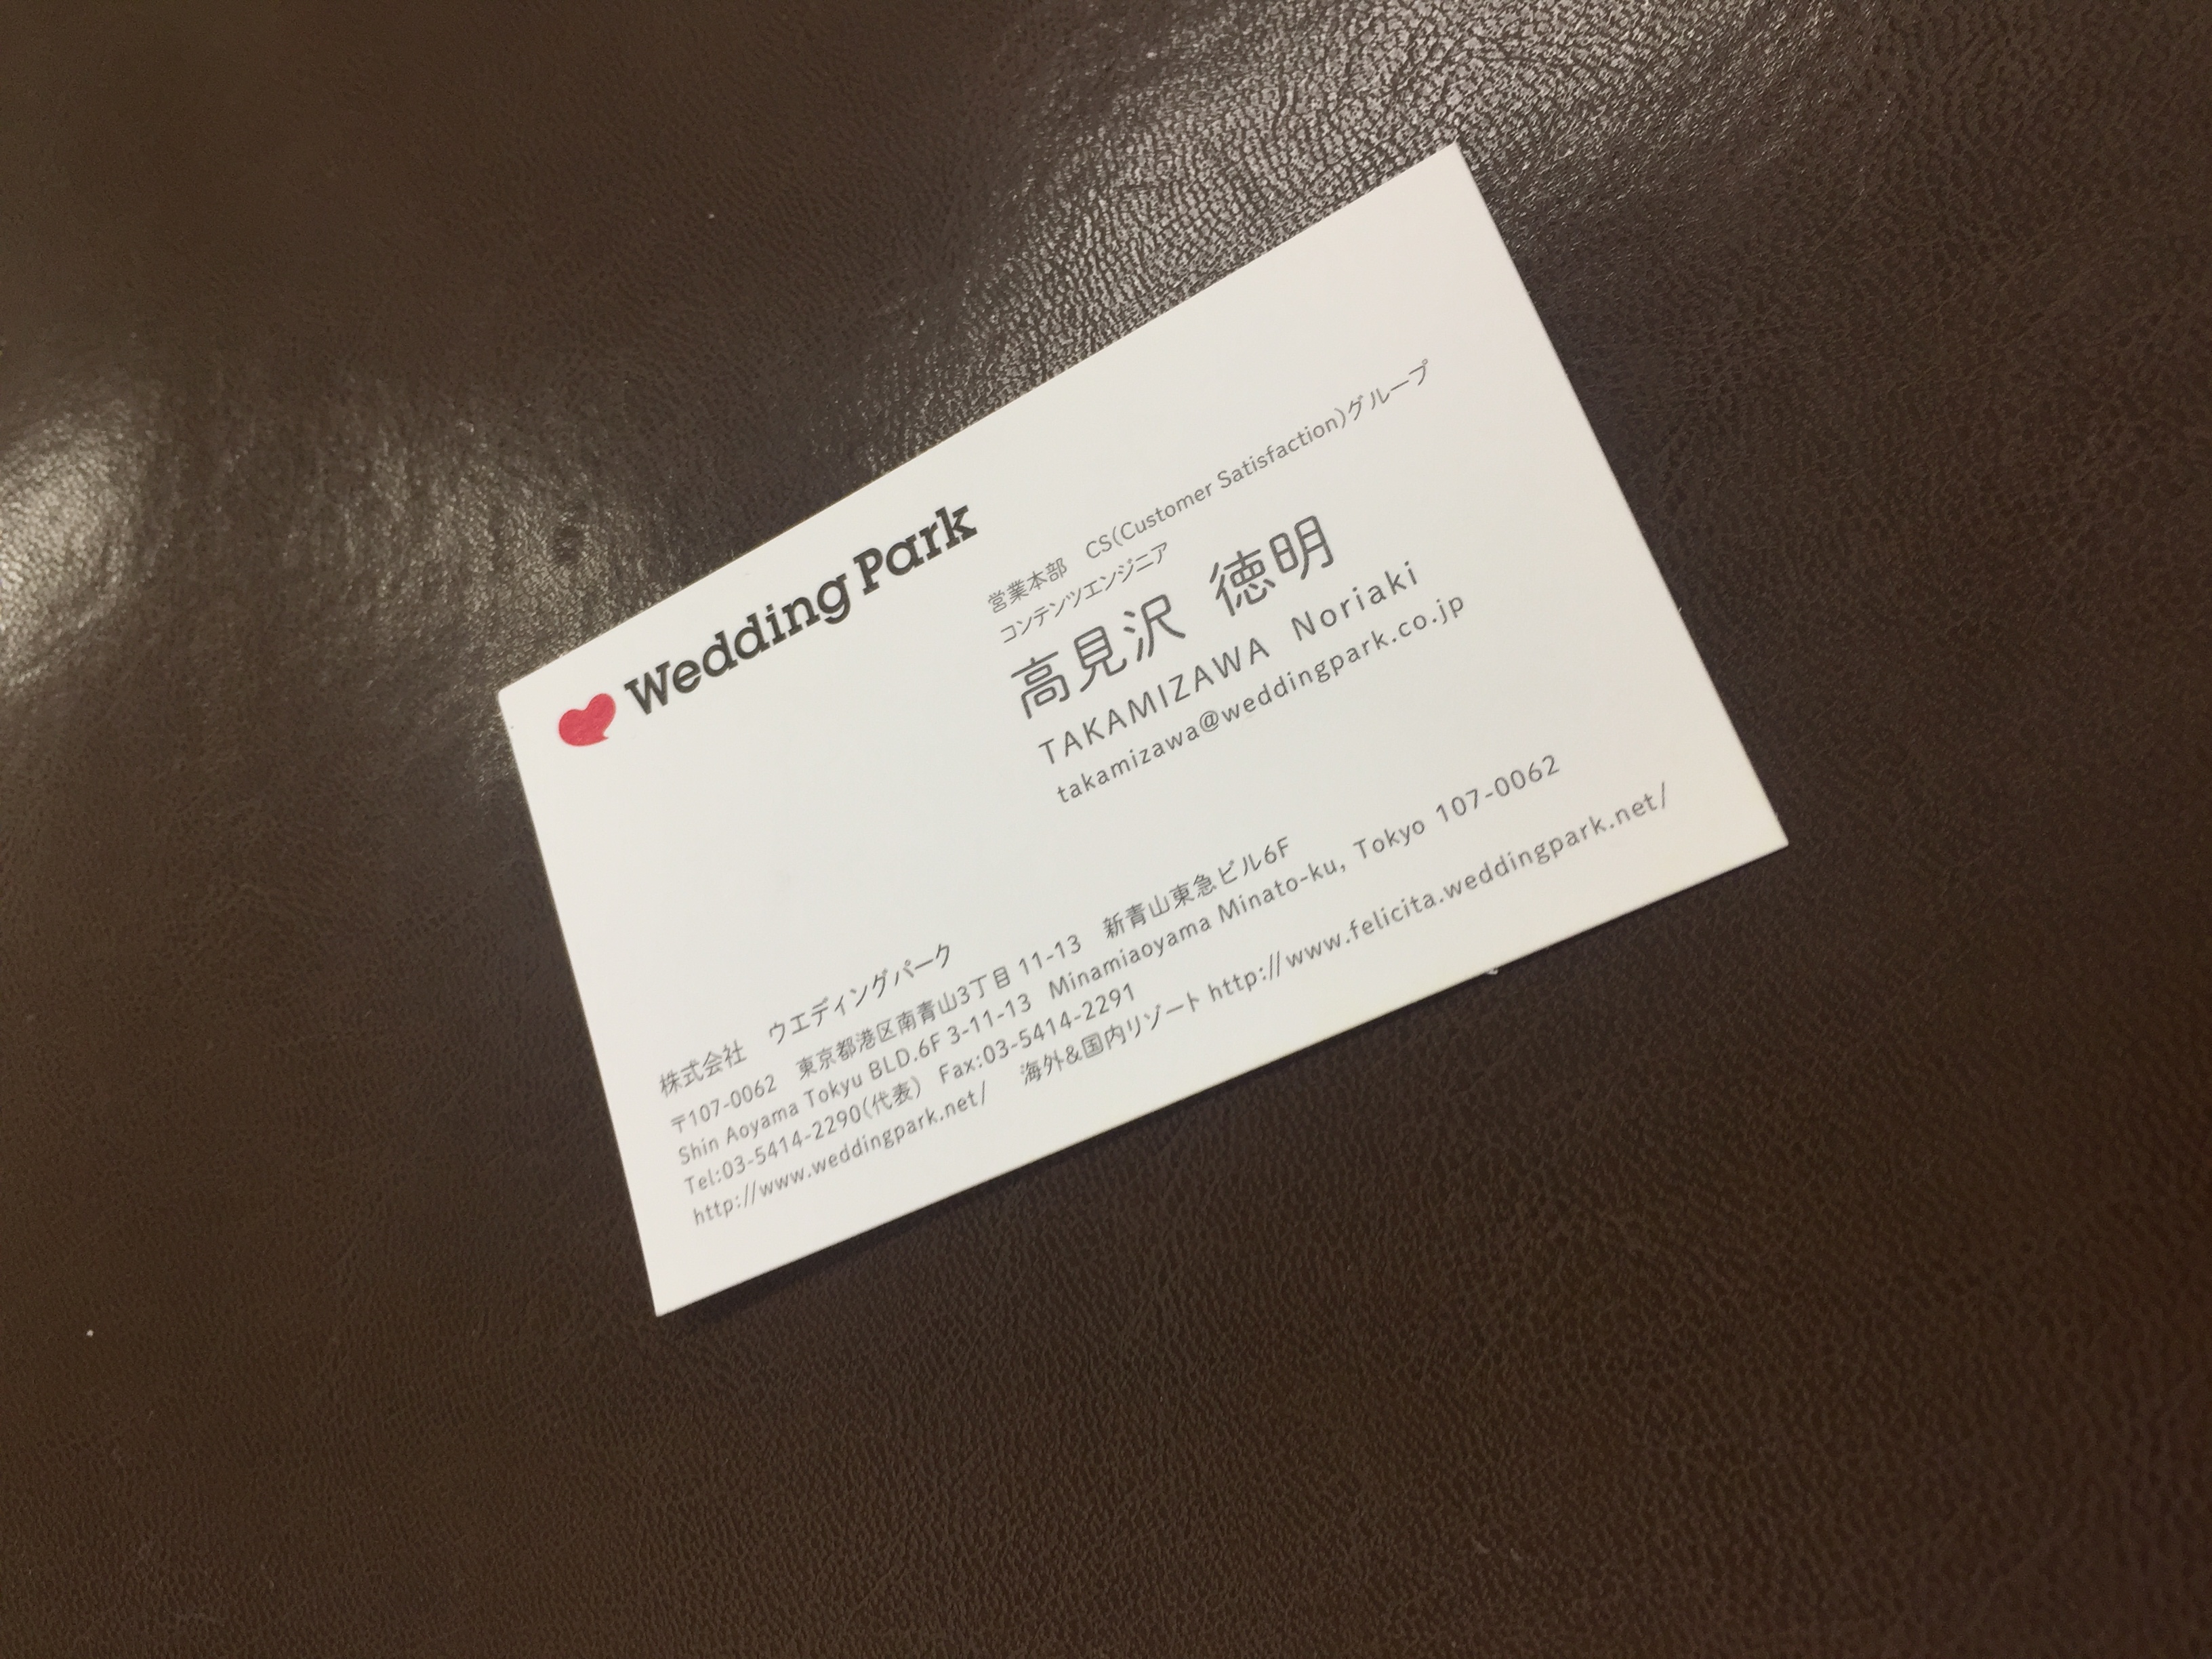 Wedding Park
営業本部　CS(Customer Satisfaction)グループ
コンテンツエンジニア
高見沢　徳明
TAKAMIZAWA Noriaki
takamizawa@weddingpark.co.jp
株式会社　ウエディングパーク
〒107-0062　東京都港区南青山3丁目 11-13　新青山東急ビル6F
Shin Aoyama Tokyu BLD.6F 3-11-13　Minamiaoyama Minato-ku, Tokyo 107-0062
Tel:03-5414-2290(代表)　Fax:03-5414-2291
http://www.weddingpark.net/　海外&国内リゾート http://www.felicita.weddingpark.net/